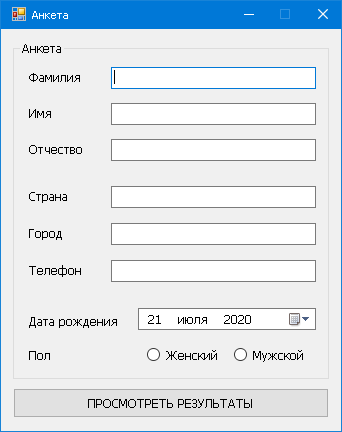 Анкета
Анкета
Фамилия
Имя
Отчество
Страна
Город
Телефон
Дата рождения 21 июля 2020
Пол Женский Мужской
ПРОСМОТРЕТЬ РЕЗУЛЬТАТЫ